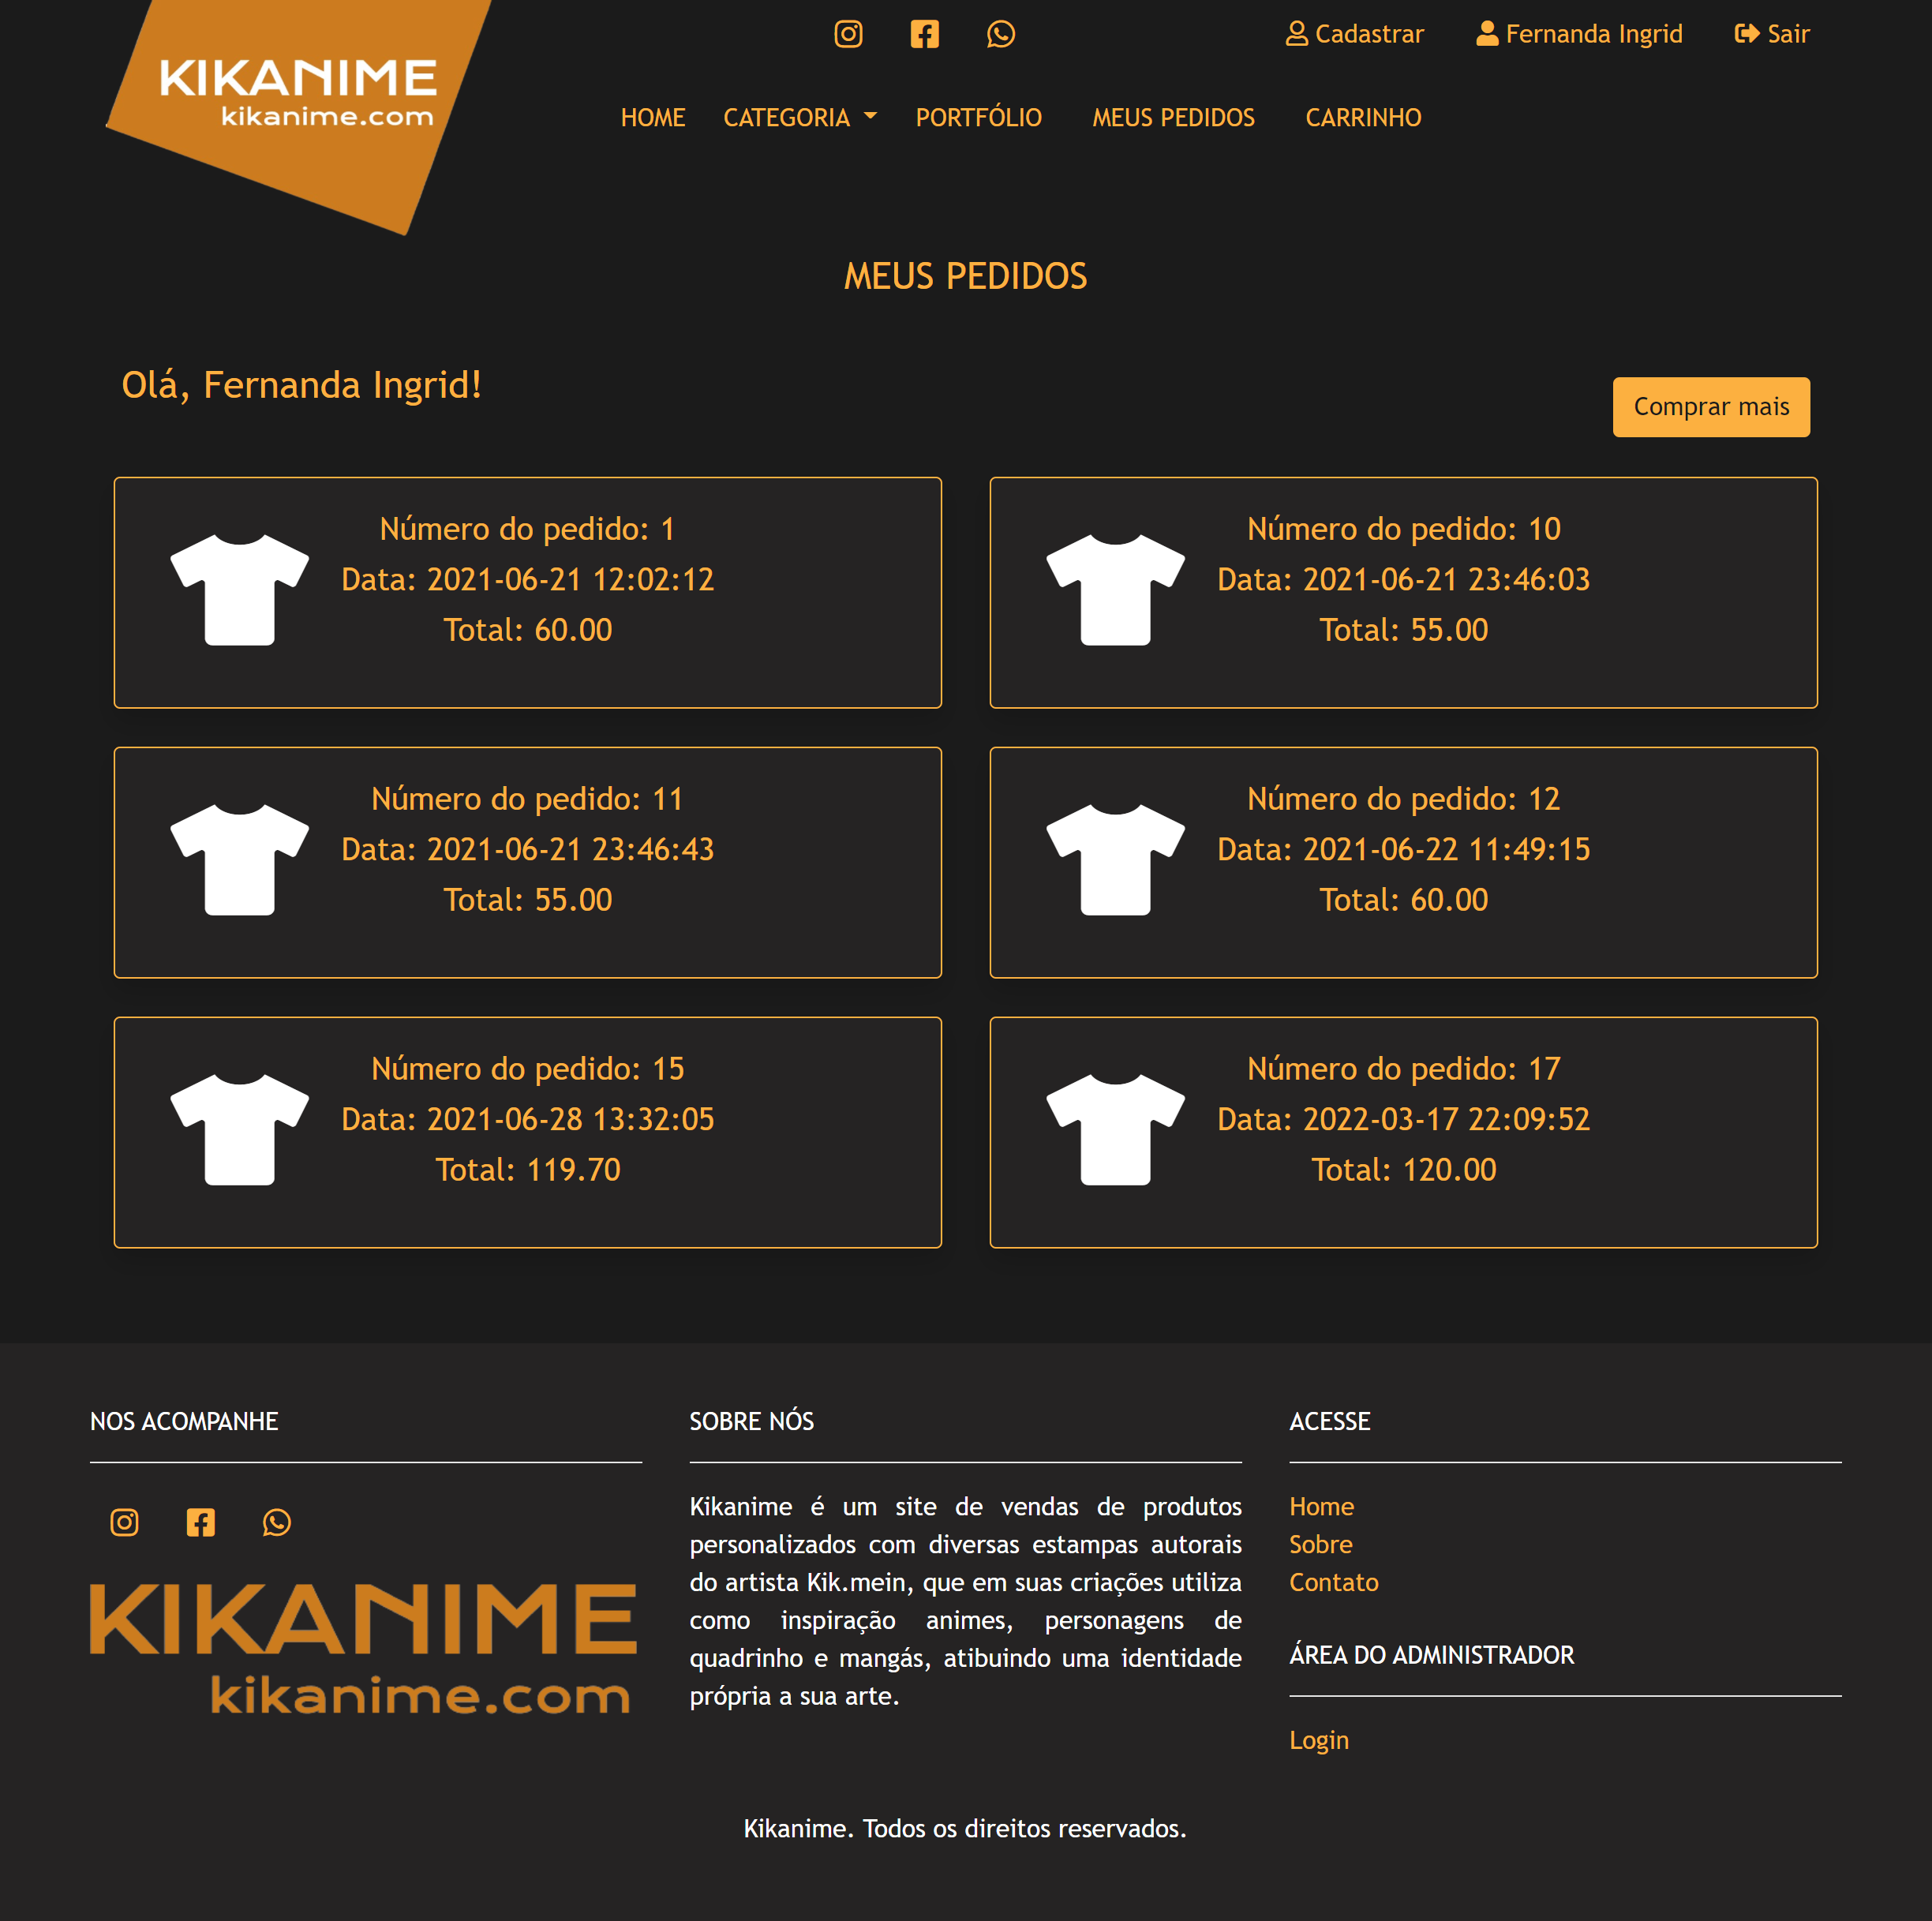 KIKANIME
kikanime.com
Cadastrar
Fernanda Ingrid
Sair
HOME
CATEGORIA
PORTFÓLIO
MEUS PEDIDOS
CARRINHO
MEUS PEDIDOS
Olá, Fernanda Ingrid!
Comprar mais
Número do pedido: 1
Data: 2021-06-21 12:02:12
Total: 60.00
Número do pedido: 10
Data: 2021-06-21 23:46:03
Total: 55.00
Número do pedido: 11
Data: 2021-06-21 23:46:43
Total: 55.00
Número do pedido: 12
Data: 2021-06-22 11:49:15
Total: 60.00
Número do pedido: 15
Data: 2021-06-28 13:32:05
Total: 119.70
Número do pedido: 17
Data: 2022-03-17 22:09:52
Total: 120.00
NOS ACOMPANHE
KIKANIME
kikanime.com
SOBRE NÓS
Kikanime é um site de vendas de produtos
personalizados com diversas estampas autorais
do artista Kik.mein, que em suas criações utiliza
como inspiração animes, personagens de
quadrinho e mangás, atibuindo uma identidade
própria a sua arte.
ACESSE
Home
Sobre
Contato
ÁREA DO ADMINISTRADOR
Login
Kikanime. Todos os direitos reservados.